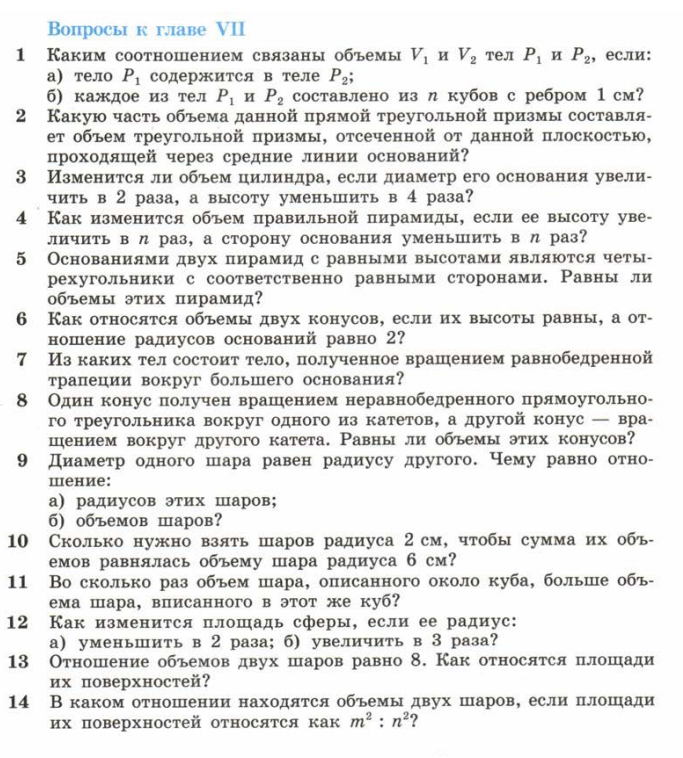 Вопросы к главе VII
1 Каким соотношением связаны объемы V₁ и V₂ тел P₁ и P₂, если:
а) тело P₁ содержится в теле P₂;
б) каждое из тел P₁ и P₂ составлено из n кубов с ребром 1 см?
2 Какую часть объема данной прямой треугольной призмы составля-
ет объем треугольной призмы, отсеченной от данной плоскостью,
проходящей через средние линии оснований?
3 Изменится ли объем цилиндра, если диаметр его основания увели-
чить в 2 раза, а высоту уменьшить в 4 раза?
4 Как изменится объем правильной пирамиды, если ее высоту уве-
личить в n раз, а сторону основания уменьшить в n раз?
5 Основаниями двух пирамид с равными высотами являются четы-
рехугольники с соответственно равными сторонами. Равны ли
объемы этих пирамид?
6 Как относятся объемы двух конусов, если их высоты равны, а от-
ношение радиусов оснований равно 2?
7 Из каких тел состоит тело, полученное вращением равнобедренной
трапеции вокруг большего основания?
8 Один конус получен вращением неравнобедренного прямоугольно-
го треугольника вокруг одного из катетов, а другой конус — вра-
щением вокруг другого катета. Равны ли объемы этих конусов?
9 Диаметр одного шара равен радиусу другого. Чему равно отно-
шение:
а) радиусов этих шаров;
б) объемов шаров?
10 Сколько нужно взять шаров радиуса 2 см, чтобы сумма их объ-
емов равнялась объему шара радиуса 6 см?
11 Во сколько раз объем шара, описанного около куба, больше объ-
ема шара, вписанного в этот же куб?
12 Как изменится площадь сферы, если ее радиус:
а) уменьшить в 2 раза; б) увеличить в 3 раза?
13 Отношение объемов двух шаров равно 8. Как относятся площади
их поверхностей?
14 В каком отношении находятся объемы двух шаров, если площади
их поверхностей относятся как m² : n²?